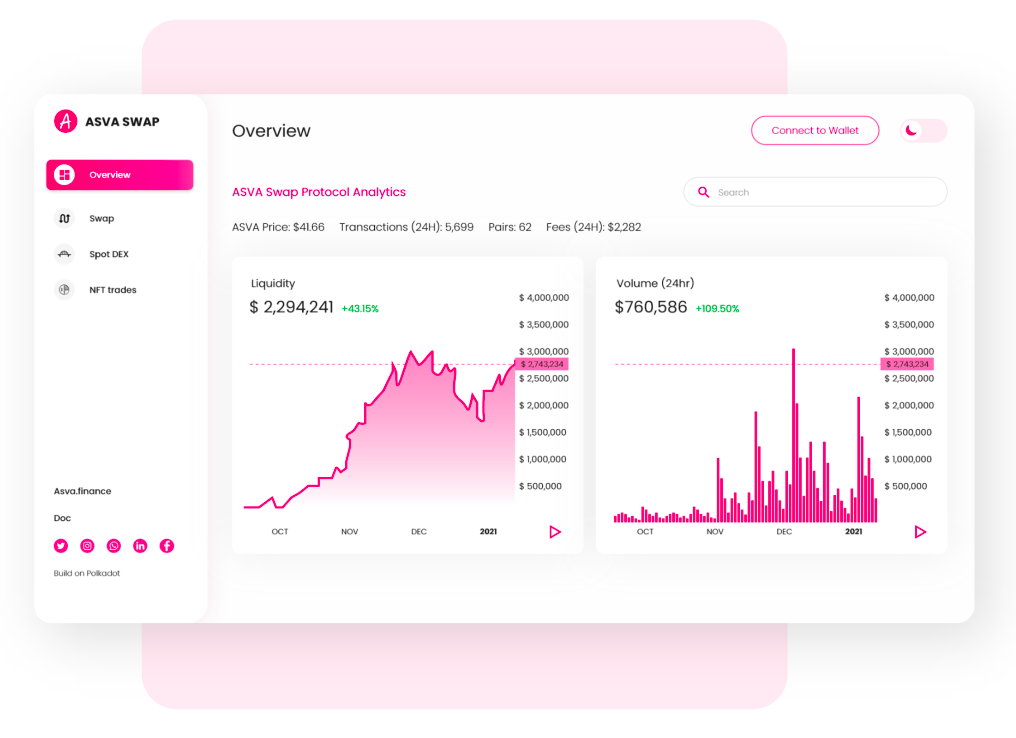 ASVA SWAP
Overview
Swap
Spot DEX
NFT trades
Asva.finance
Doc
Build on Polkadot
Overview
Connect to Wallet
ASVA Swap Protocol Analytics
Search
ASVA Price: $41.66 Transactions (24H): 5,699 Pairs: 62 Fees (24H): $2,282
Liquidity
$ 2,294,241 +43.15%
$ 4,000,000
$ 3,500,000
$ 3,000,000
$ 2,743,234
$ 2,500,000
$ 2,000,000
$ 1,500,000
$ 1,000,000
$ 500,000
OCT NOV DEC 2021
Volume (24hr)
$760,586 +109.50%
$ 4,000,000
$ 3,500,000
$ 3,000,000
$ 2,743,234
$ 2,500,000
$ 2,000,000
$ 1,500,000
$ 1,000,000
$ 500,000
OCT NOV DEC 2021